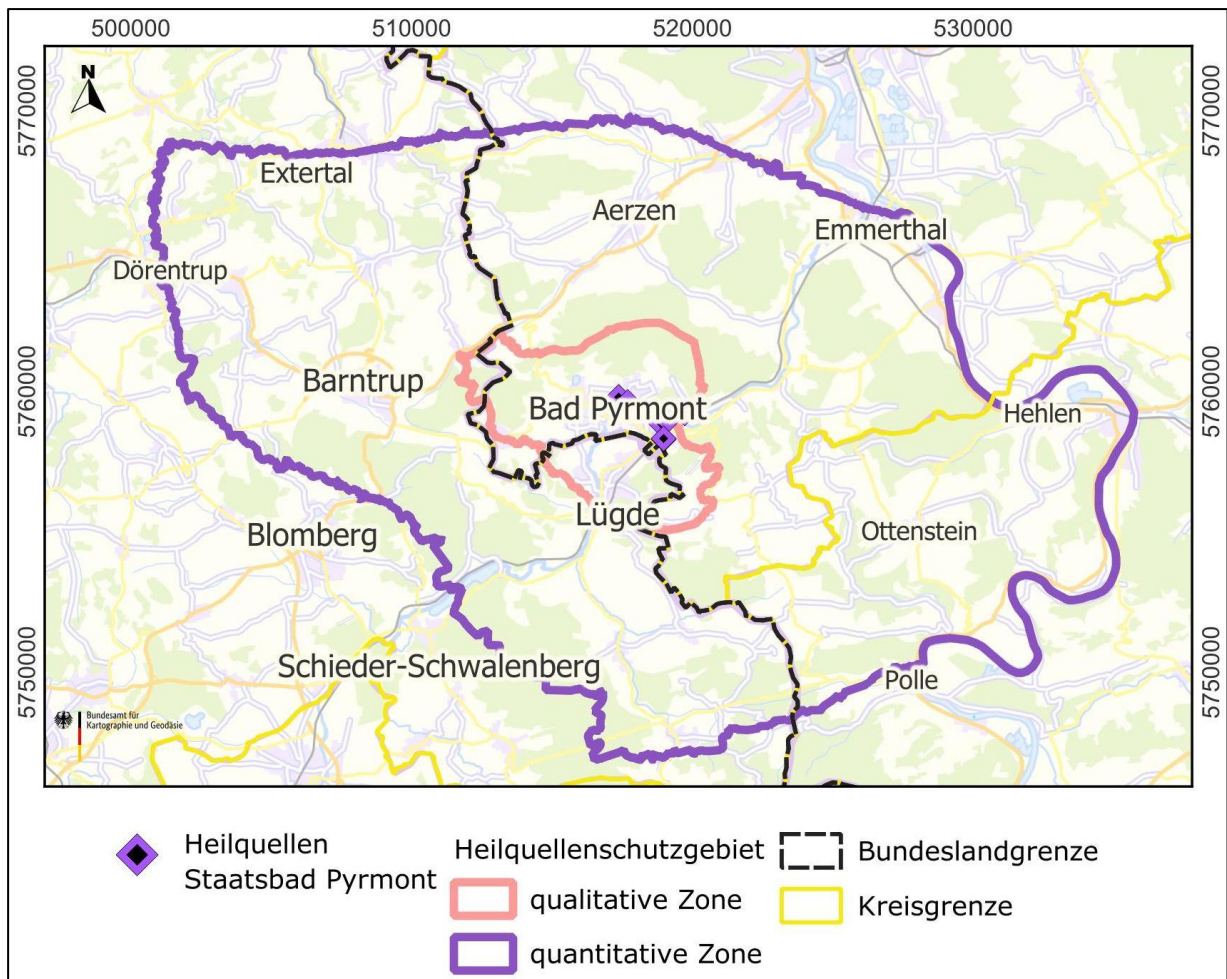 500000 510000 520000 530000
N
5770000 5770000
Extertal
Aerzen
Emmerthal
Dörentrup
5760000 5760000
Barntrup
Bad Pyrmont
Hehlen
Lügde
Blomberg
Ottenstein
Schieder-Schwalenberg
5750000 5750000
Polle
Bundesamt für
Kartographie und Geodäsie
Heilquellen
Staatsbad Pyrmont
Heilquellenschutzgebiet
qualitative Zone
quantitative Zone
Bundeslandgrenze
Kreisgrenze